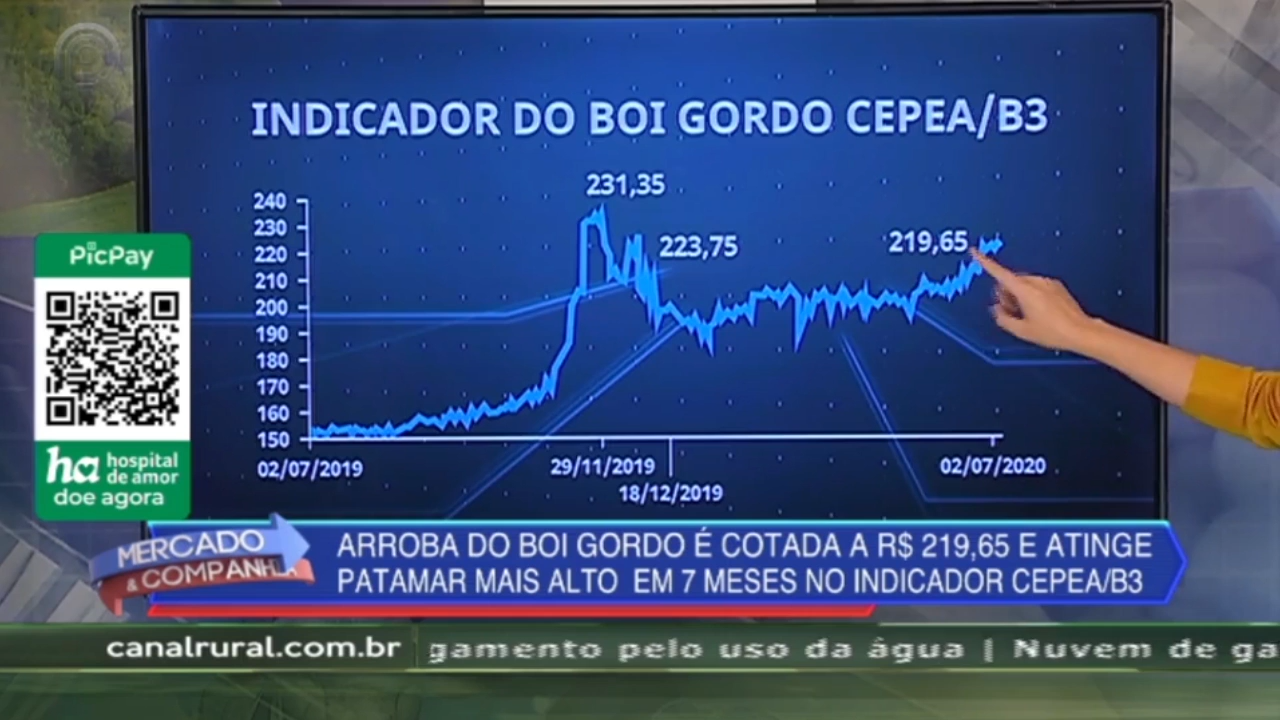 INDICADOR DO BOI GORDO CEPEA/B3
231,35
223,75
219,65
240
230
220
210
200
190
180
170
160
150
02/07/2019
29/11/2019
18/12/2019
02/07/2020
PicPay
ha hospital
de amor
doe agora
MERCADO
& COMPANHIA
ARROBA DO BOI GORDO É COTADA A R$ 219,65 E ATINGE
PATAMAR MAIS ALTO EM 7 MESES NO INDICADOR CEPEA/B3
canalrural.com.br
gamento pelo uso da água | Nuvem de ga